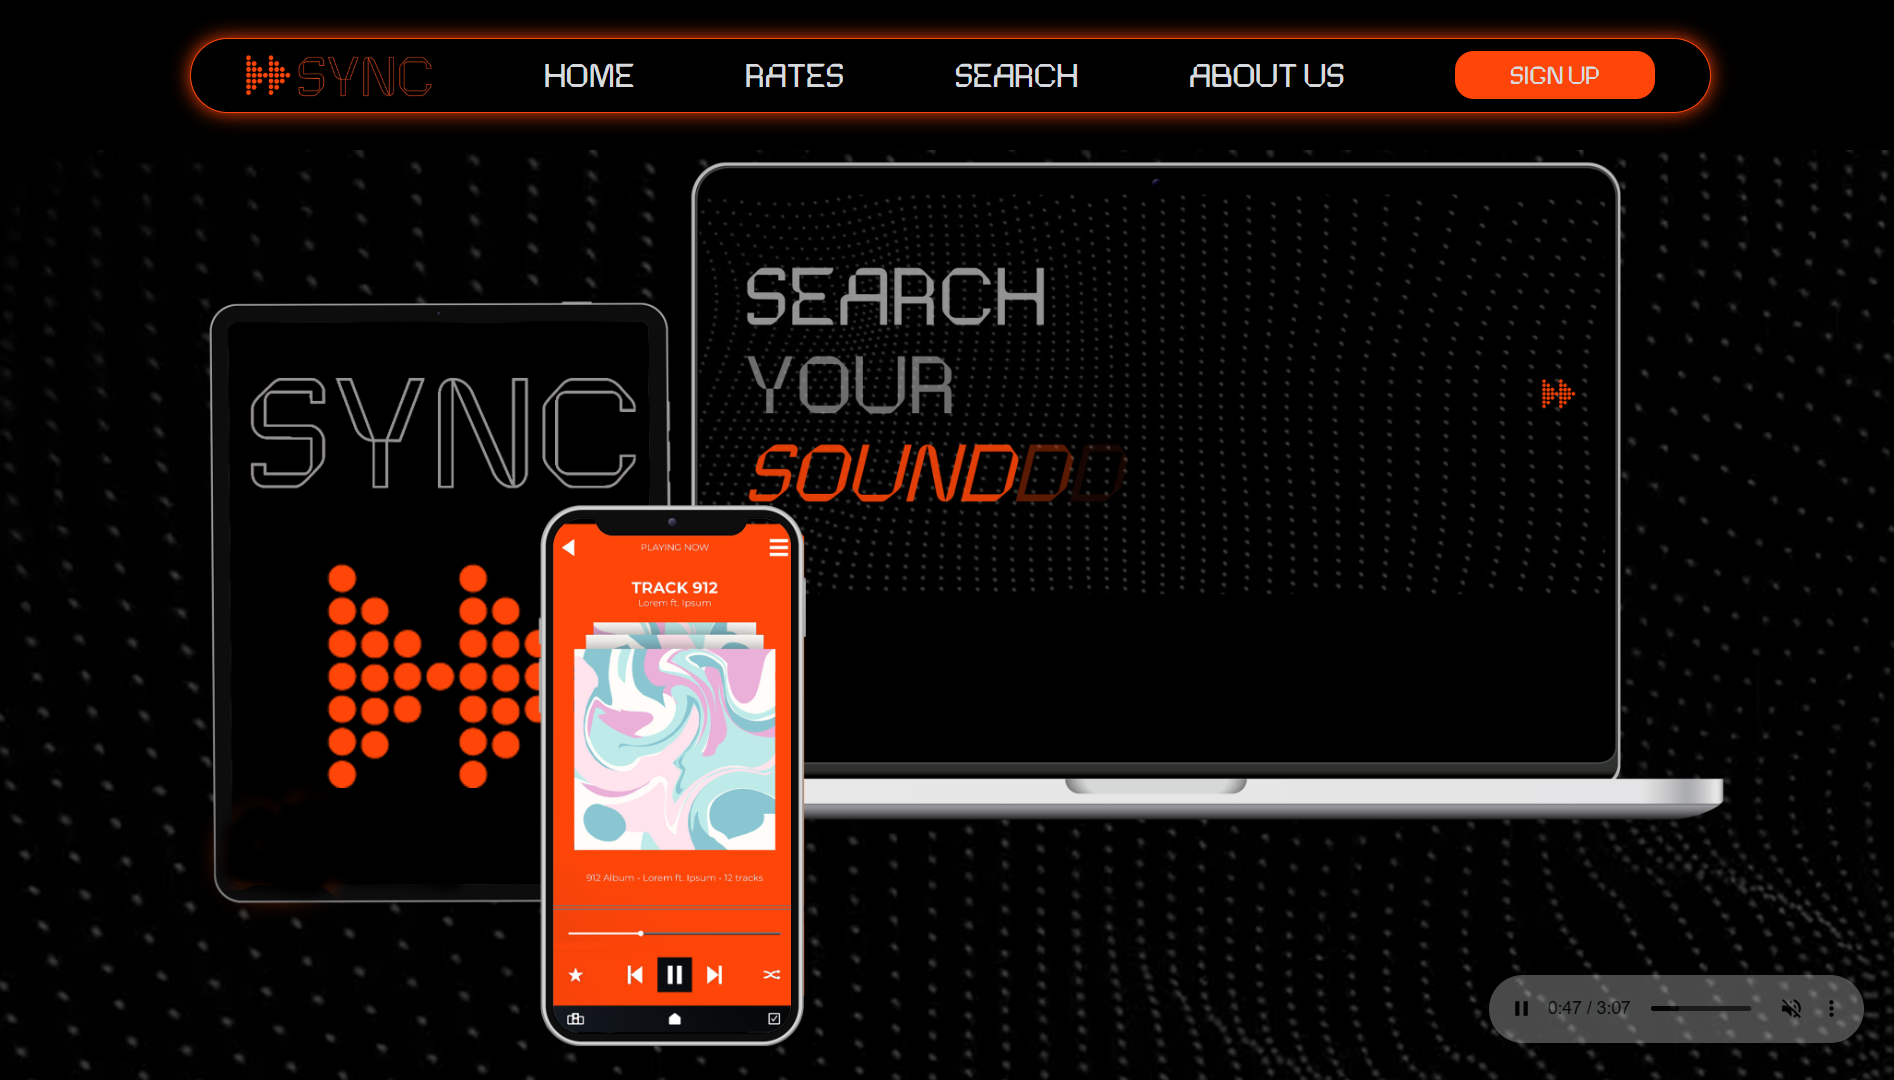 SYNC HOME RATES SEARCH ABOUT US SIGN UP
SEARCH
YOUR
SOUNDDD
SYNC
PLAYING NOW
TRACK 912
Lorem ft. Ipsum
912 Album - Lorem ft. Ipsum - 12 tracks
0:47 / 3:07